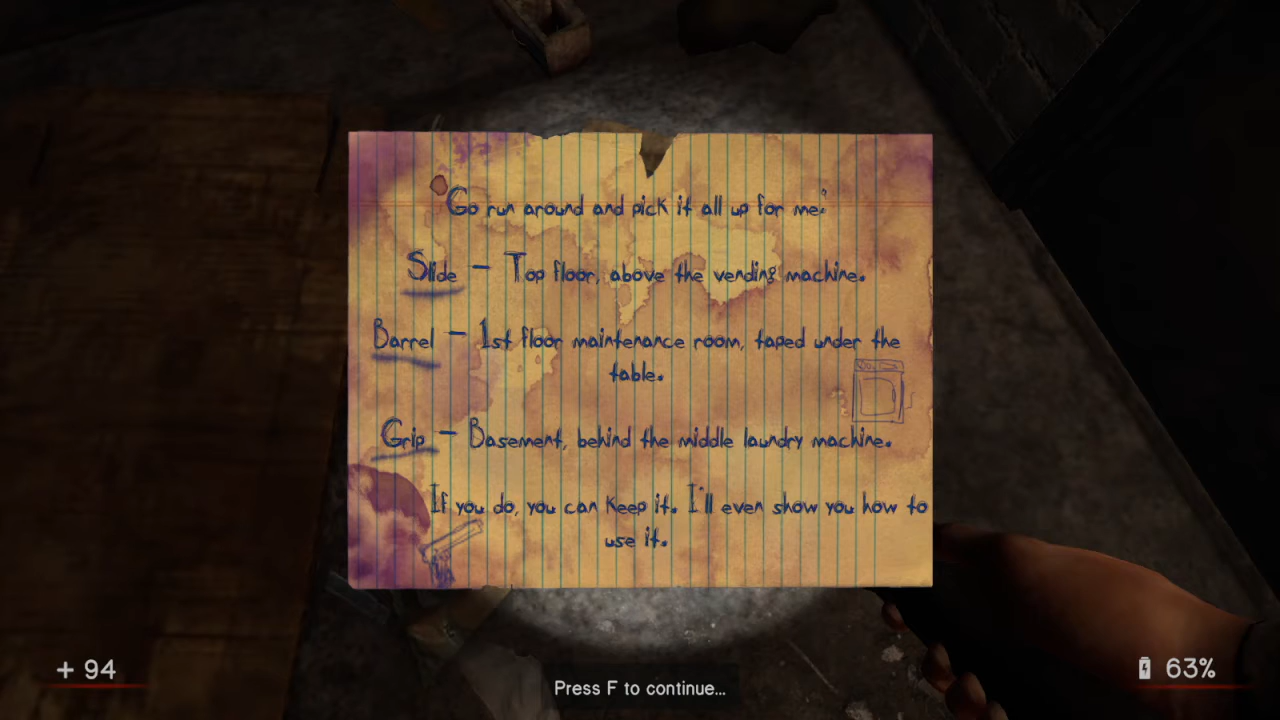 "Go run around and pick it all up for me."
Slide - Top floor, above the vending machine.
Barrel - 1st floor maintenance room, taped under the
table.
Grip - Basement, behind the middle laundry machine.
If you do, you can keep it. I'll even show you how to
use it.
+ 94
Press F to continue...
63%